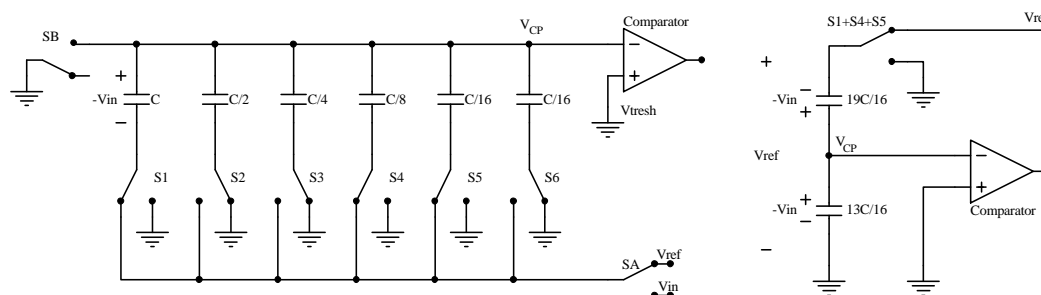 Comparator
SB
V_CP
-Vin
+
−
C
C/2
C/4
C/8
C/16
C/16
−
+
Vtresh
S1
S2
S3
S4
S5
S6
SA
Vref
Vin
S1+S4+S5
+
-Vin
−
+
19C/16
Vref
V_CP
-Vin
+
−
13C/16
−
−
+
Comparator